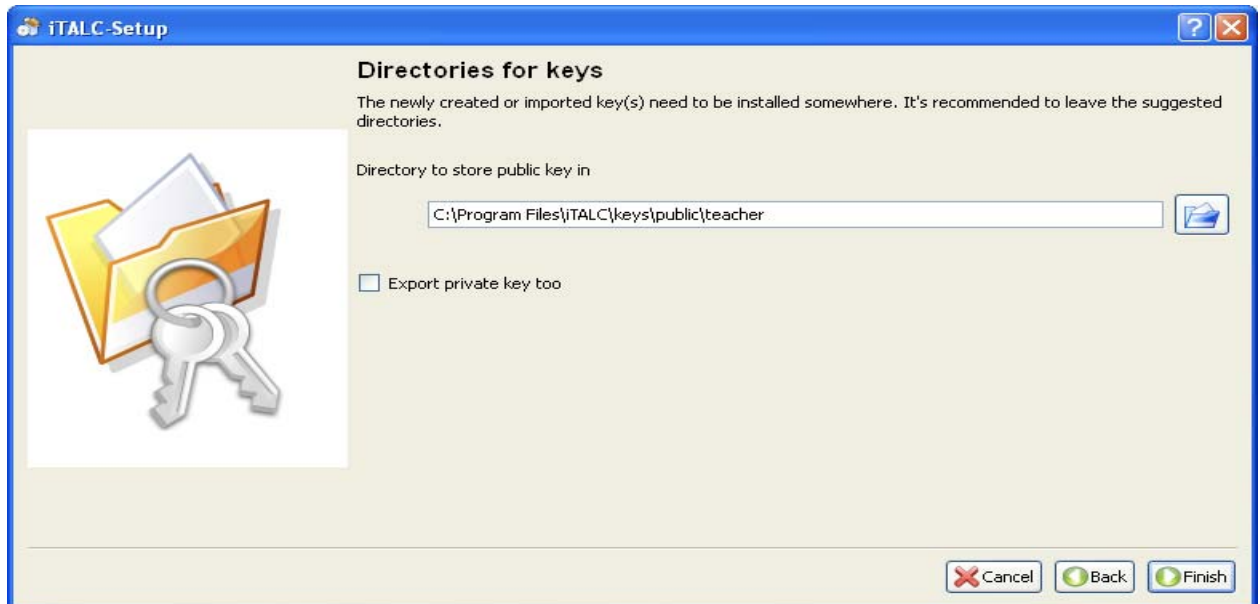 iTALC-Setup
Directories for keys
The newly created or imported key(s) need to be installed somewhere. It's recommended to leave the suggested
directories.
Directory to store public key in
C:\Program Files\iTALC\keys\public\teacher
Export private key too
Cancel Back Finish